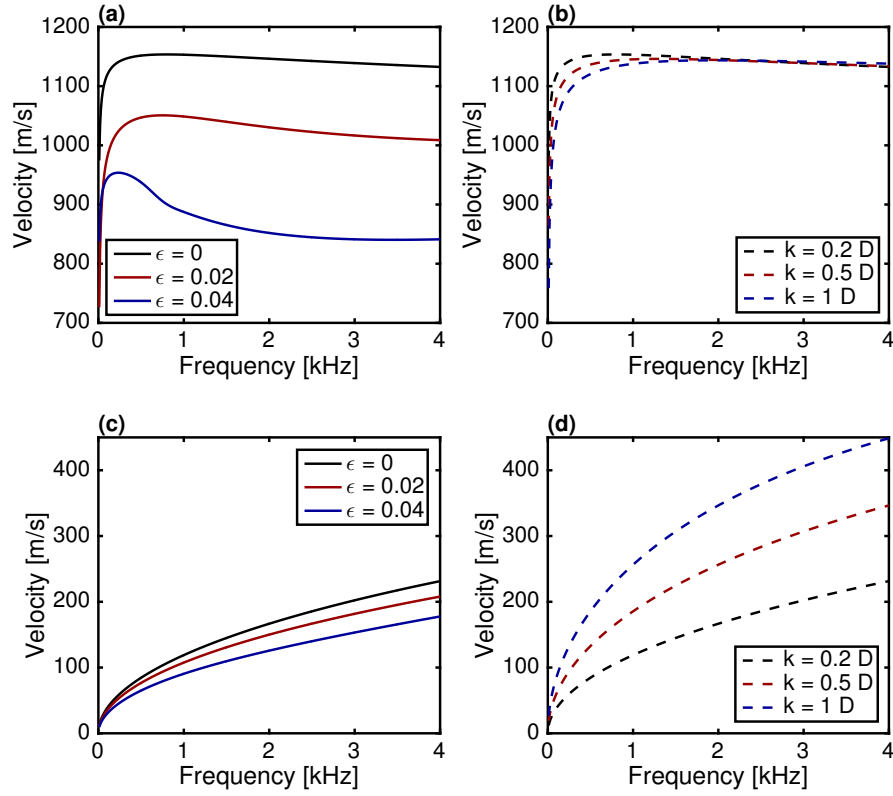 (a)
1200
1100
1000
900
800
700
Velocity [m/s]
ϵ = 0
ϵ = 0.02
ϵ = 0.04
0 1 2 3 4
Frequency [kHz]
(b)
1200
1100
1000
900
800
700
Velocity [m/s]
k = 0.2 D
k = 0.5 D
k = 1 D
0 1 2 3 4
Frequency [kHz]
(c)
400
300
200
100
0
Velocity [m/s]
ϵ = 0
ϵ = 0.02
ϵ = 0.04
0 1 2 3 4
Frequency [kHz]
(d)
400
300
200
100
0
Velocity [m/s]
k = 0.2 D
k = 0.5 D
k = 1 D
0 1 2 3 4
Frequency [kHz]